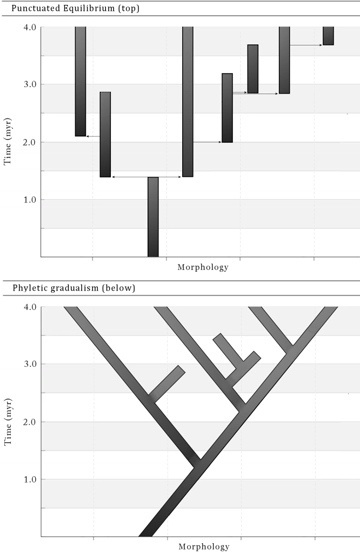 Punctuated Equilibrium (top)
4.0
3.0
2.0
1.0
Time (myr)
Morphology
Phyletic gradualism (below)
4.0
3.0
2.0
1.0
Time (myr)
Morphology